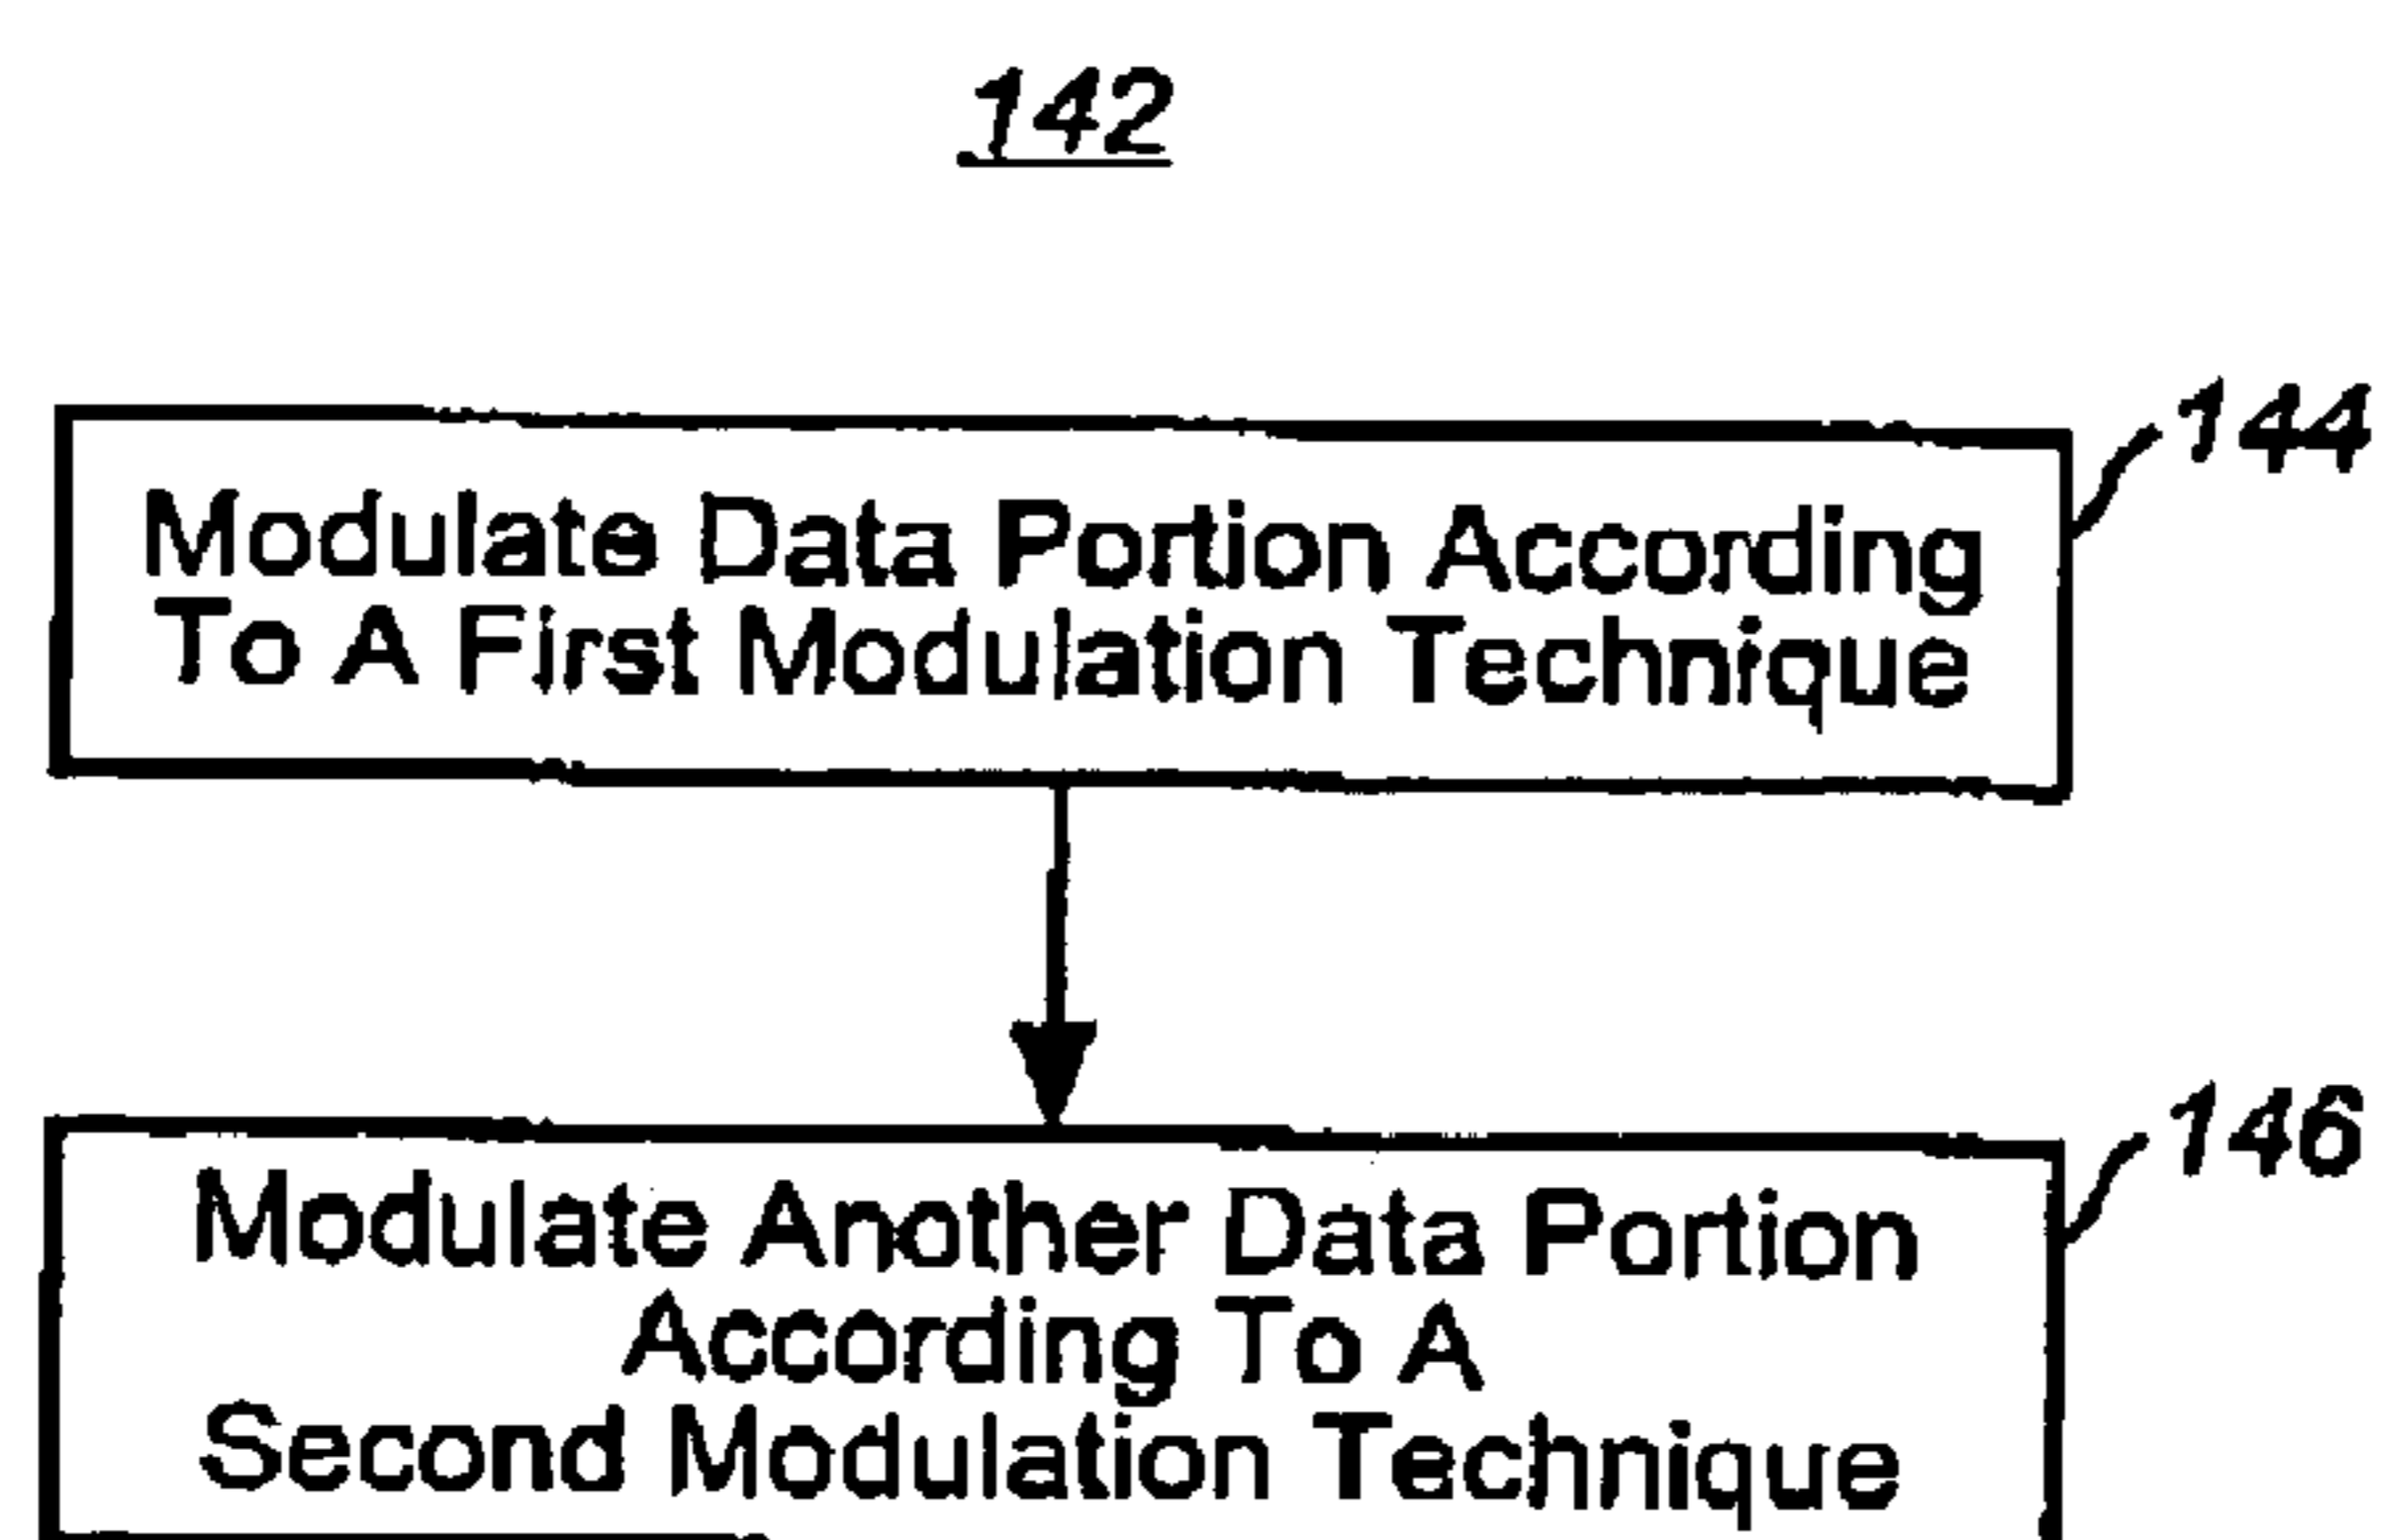 142
144
Modulate Data Portion According
To A First Modulation Technique
146
Modulate Another Data Portion
According To A
Second Modulation Technique